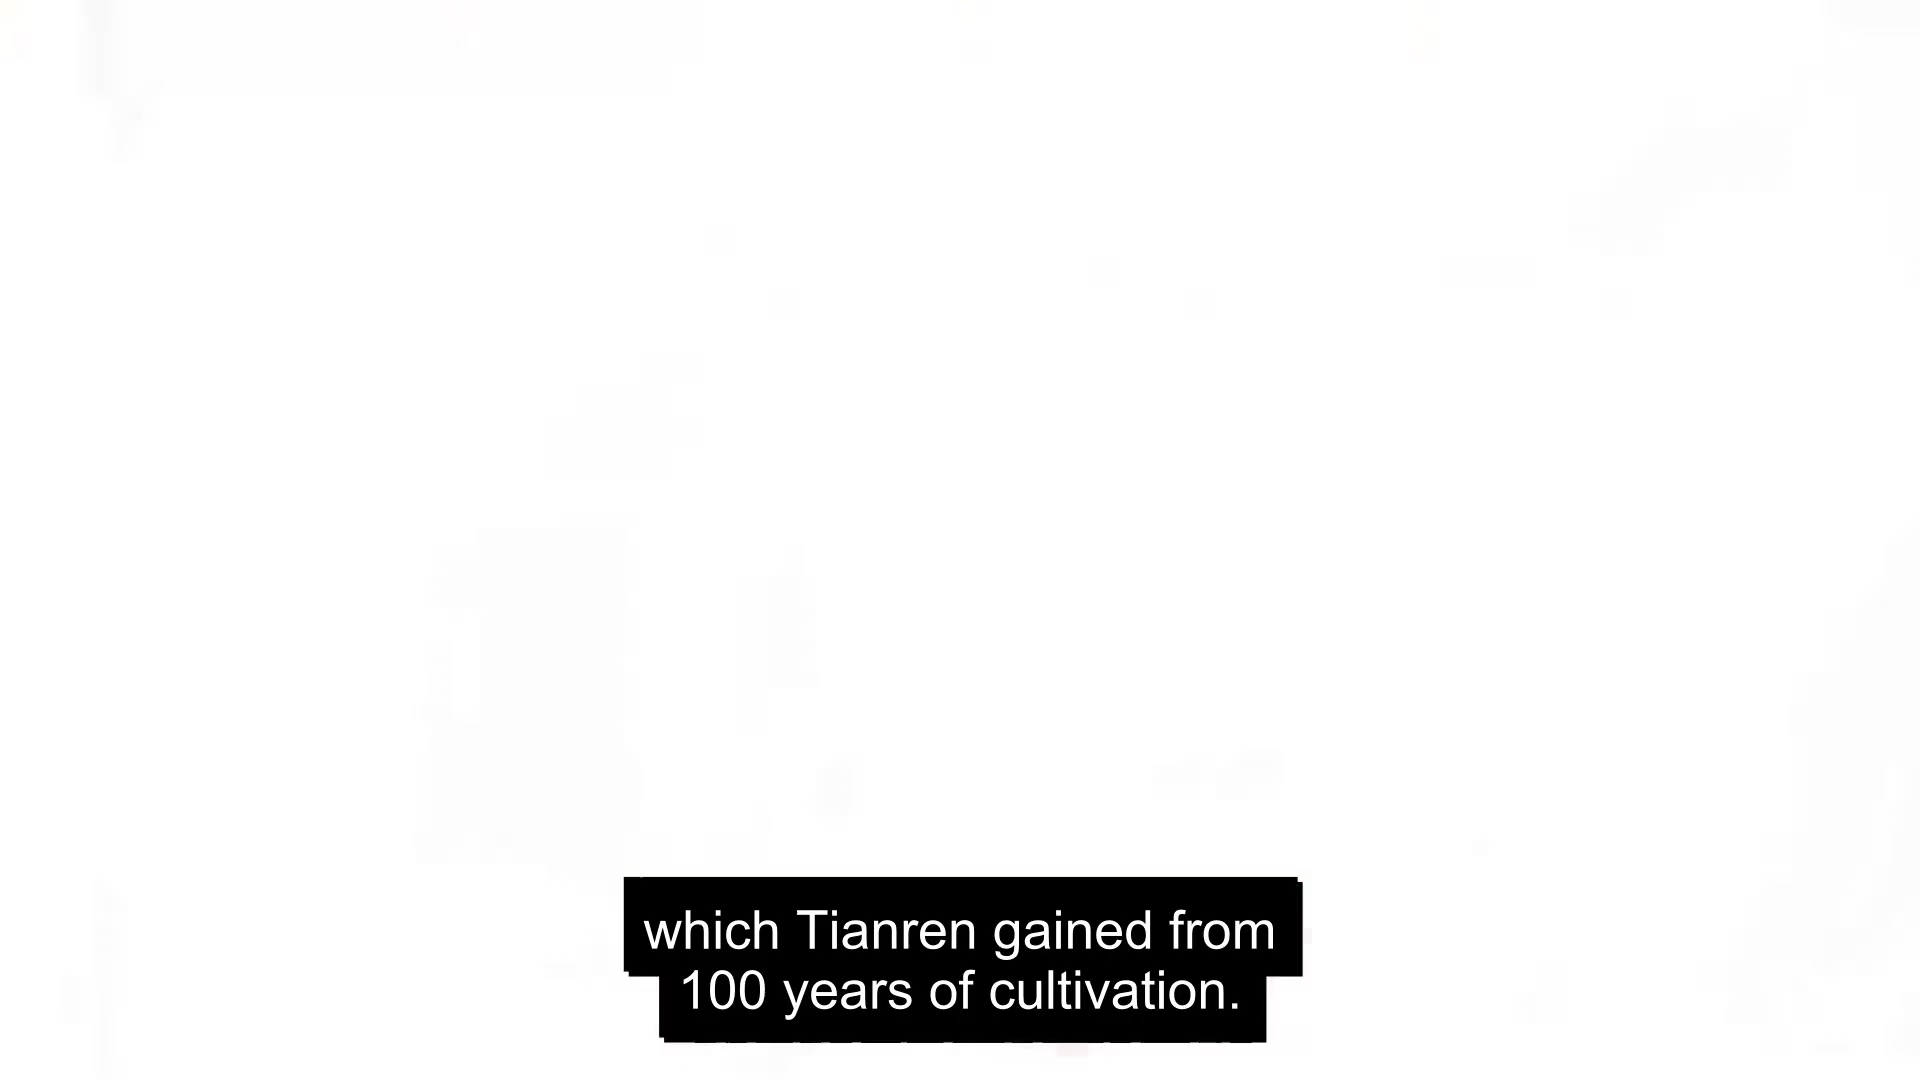 which Tianren gained from
100 years of cultivation.